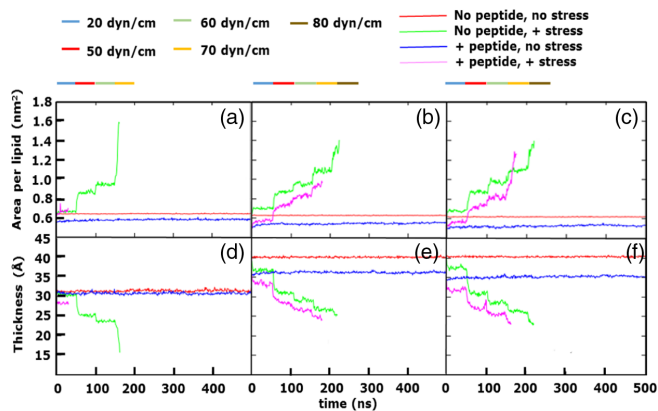 20 dyn/cm 60 dyn/cm 80 dyn/cm
50 dyn/cm 70 dyn/cm
No peptide, no stress
No peptide, + stress
+ peptide, no stress
+ peptide, + stress
Area per lipid (nm²)
1.8
1.6
1.4
1.2
1.0
0.8
0.6
(a) (b) (c)
Thickness (Å)
45
40
35
30
25
20
15
(d) (e) (f)
0 100 200 300 400 0 100 200 300 400 0 100 200 300 400 500
time (ns)